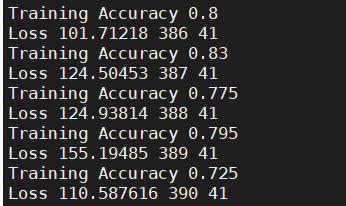 Training Accuracy 0.8
Loss 101.71218 386 41
Training Accuracy 0.83
Loss 124.50453 387 41
Training Accuracy 0.775
Loss 124.93814 388 41
Training Accuracy 0.795
Loss 155.19485 389 41
Training Accuracy 0.725
Loss 110.587616 390 41